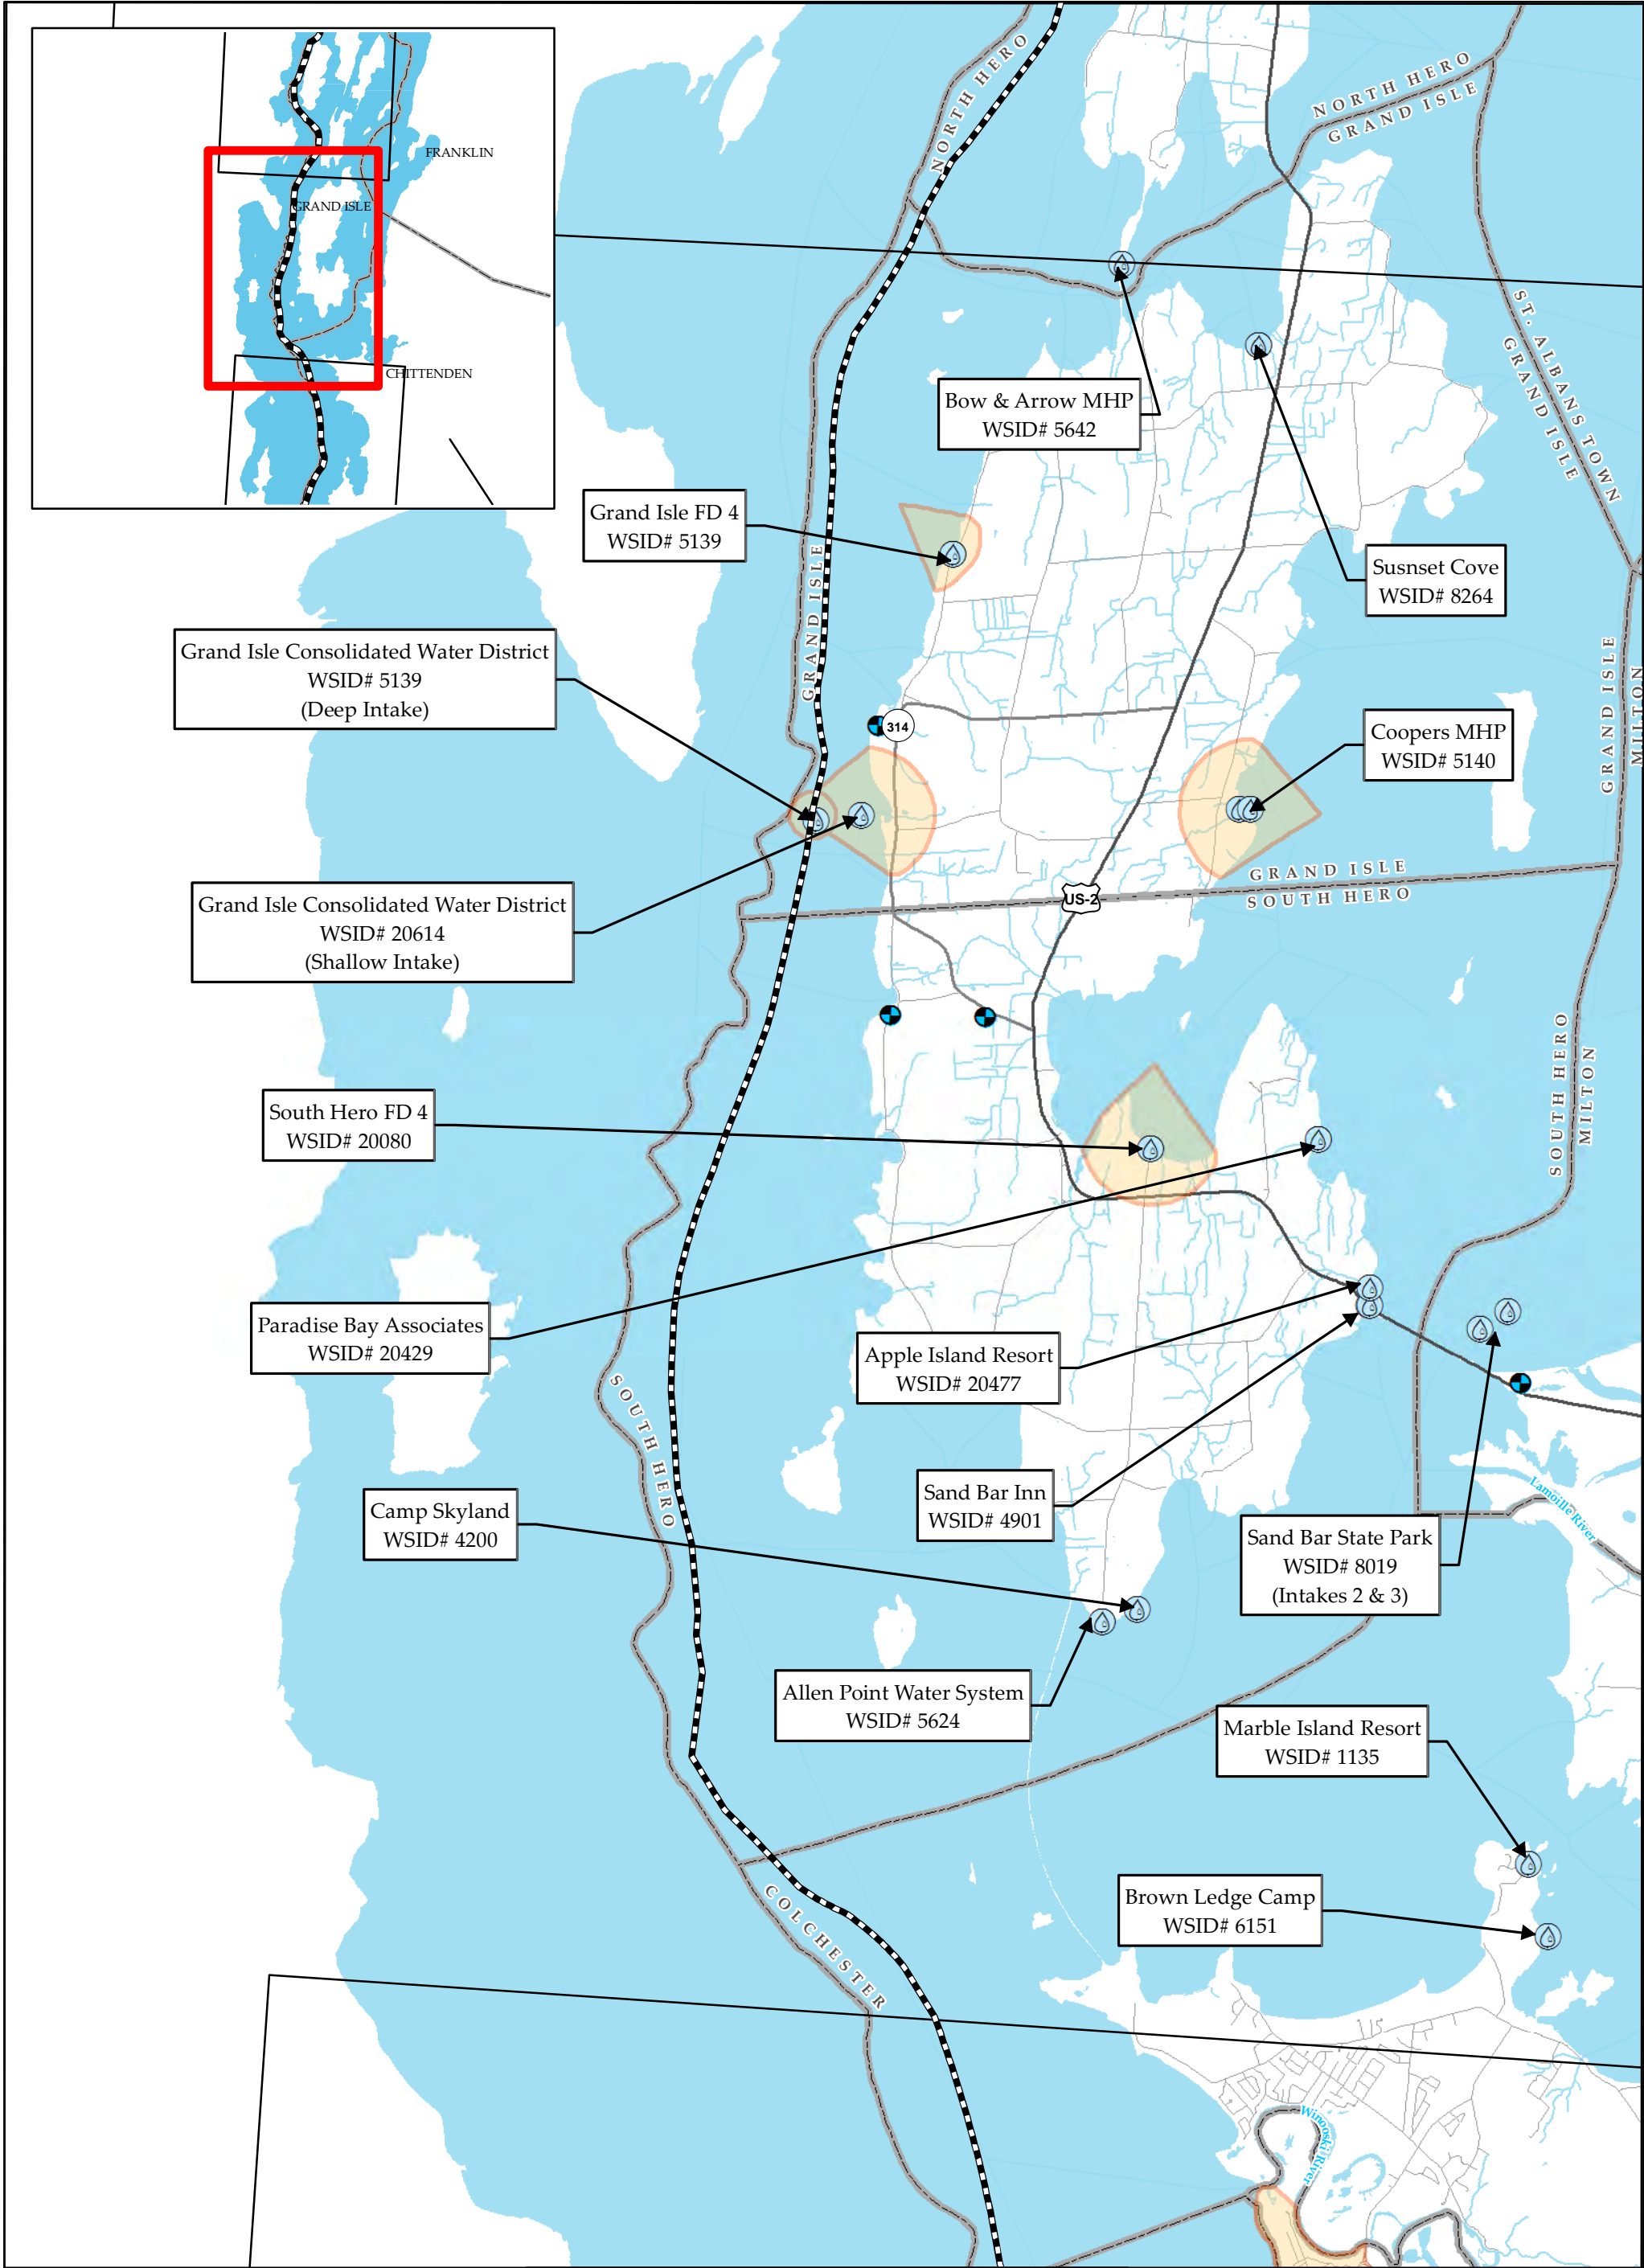 FRANKLIN
GRAND ISLE
CHITTENDEN
NORTH HERO
NORTH HERO
GRAND ISLE
ST. ALBANS TOWN
GRAND ISLE
Bow & Arrow MHP
WSID# 5642
Grand Isle FD 4
WSID# 5139
Susnset Cove
WSID# 8264
GRAND ISLE
Grand Isle Consolidated Water District
WSID# 5139
(Deep Intake)
GRAND ISLE
MILTON
314
Coopers MHP
WSID# 5140
Grand Isle Consolidated Water District
WSID# 20614
(Shallow Intake)
US-2
GRAND ISLE
SOUTH HERO
SOUTH HERO
MILTON
South Hero FD 4
WSID# 20080
Paradise Bay Associates
WSID# 20429
Apple Island Resort
WSID# 20477
SOUTH HERO
Sand Bar Inn
WSID# 4901
Lamoille River
Camp Skyland
WSID# 4200
Sand Bar State Park
WSID# 8019
(Intakes 2 & 3)
Allen Point Water System
WSID# 5624
Marble Island Resort
WSID# 1135
Brown Ledge Camp
WSID# 6151
COLCHESTER
Winooski River